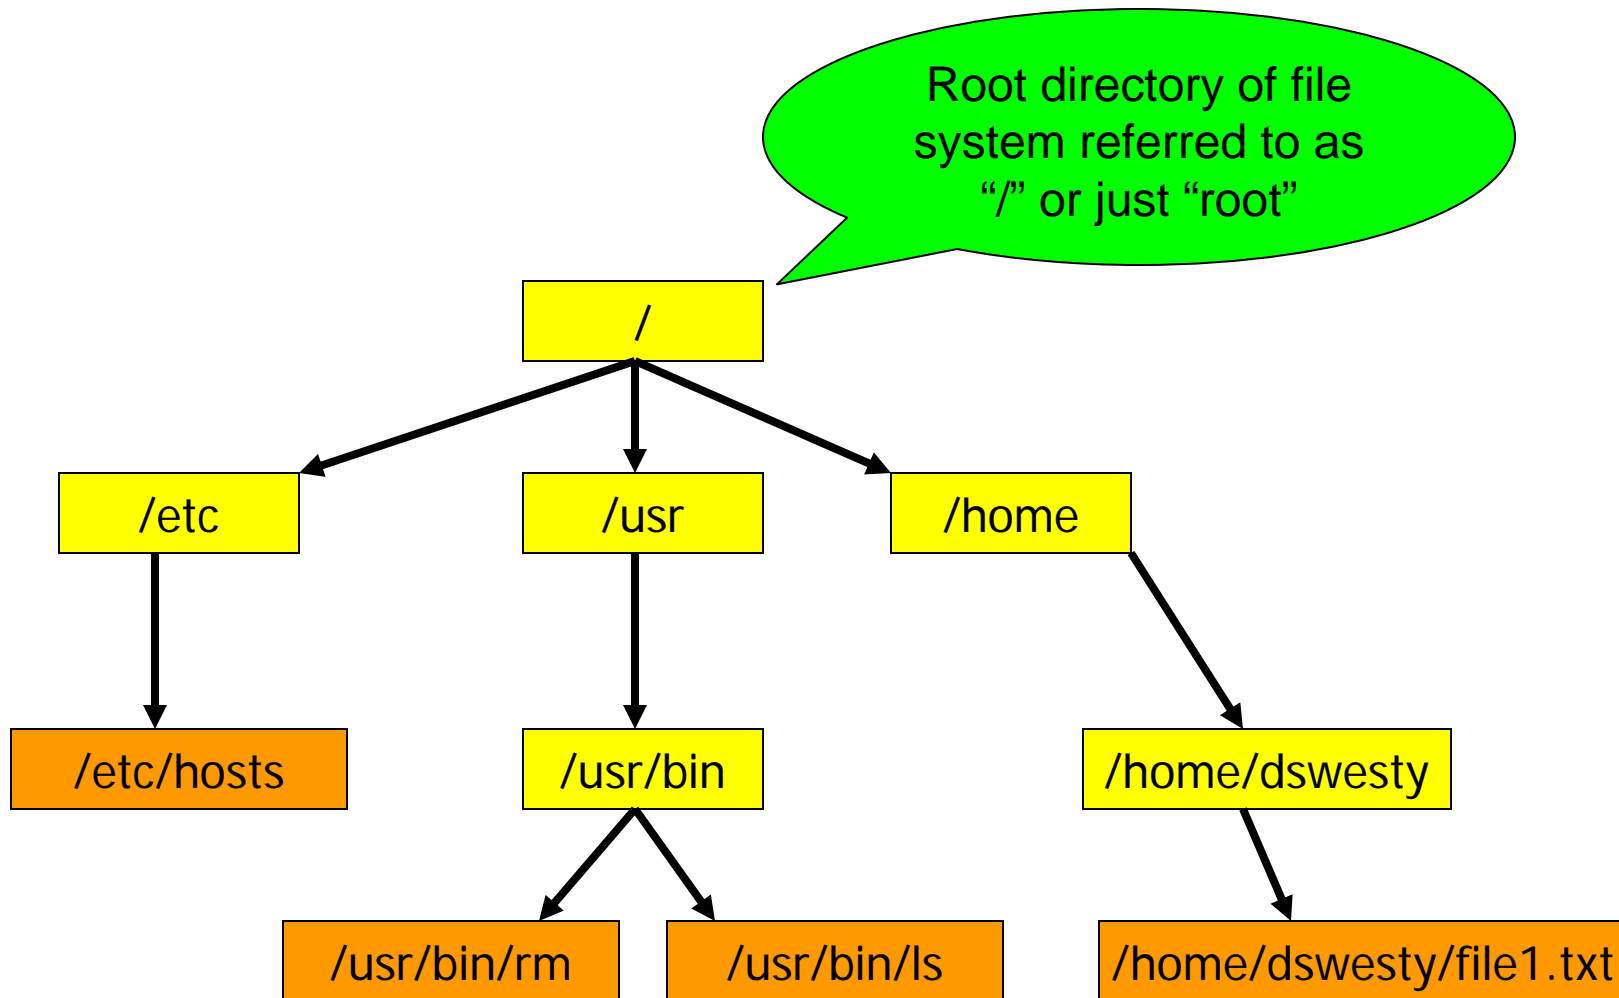 Root directory of file
system referred to as
“/” or just “root”
/
/etc
/usr
/home
/etc/hosts
/usr/bin
/home/dswesty
/usr/bin/rm
/usr/bin/ls
/home/dswesty/file1.txt